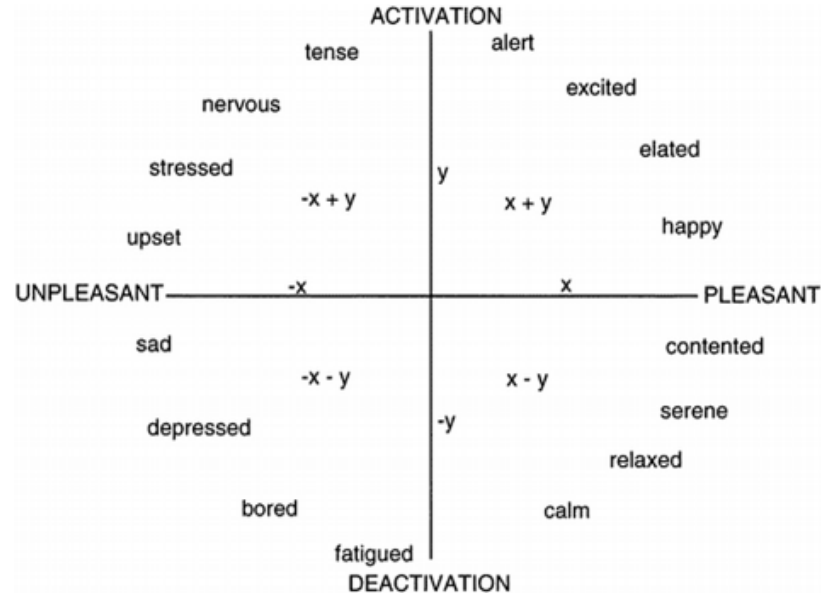 ACTIVATION
tense
alert
excited
nervous
elated
stressed
y
-x + y
x + y
happy
upset
-x
x
UNPLEASANT
PLEASANT
sad
contented
-x - y
x - y
serene
-y
depressed
relaxed
bored
calm
fatigued
DEACTIVATION